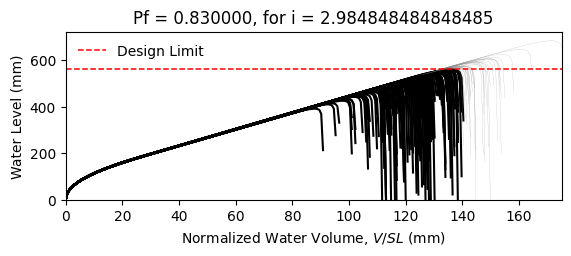 Pf = 0.830000, for i = 2.984848484848485
Design Limit
Water Level (mm)
600
400
200
0
0 20 40 60 80 100 120 140 160
Normalized Water Volume, V/SL (mm)